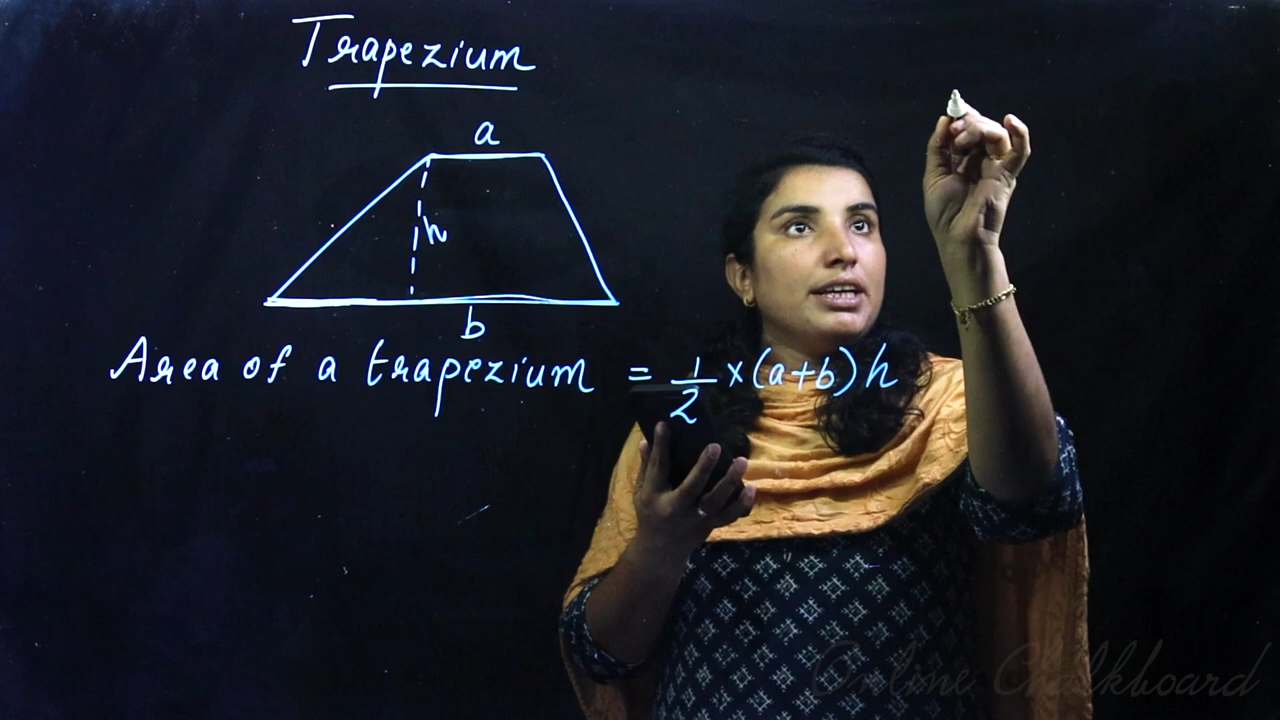 Trapezium
a
h
b
Area of a trapezium = 1/2 × (a+b) h
Online Chalkboard